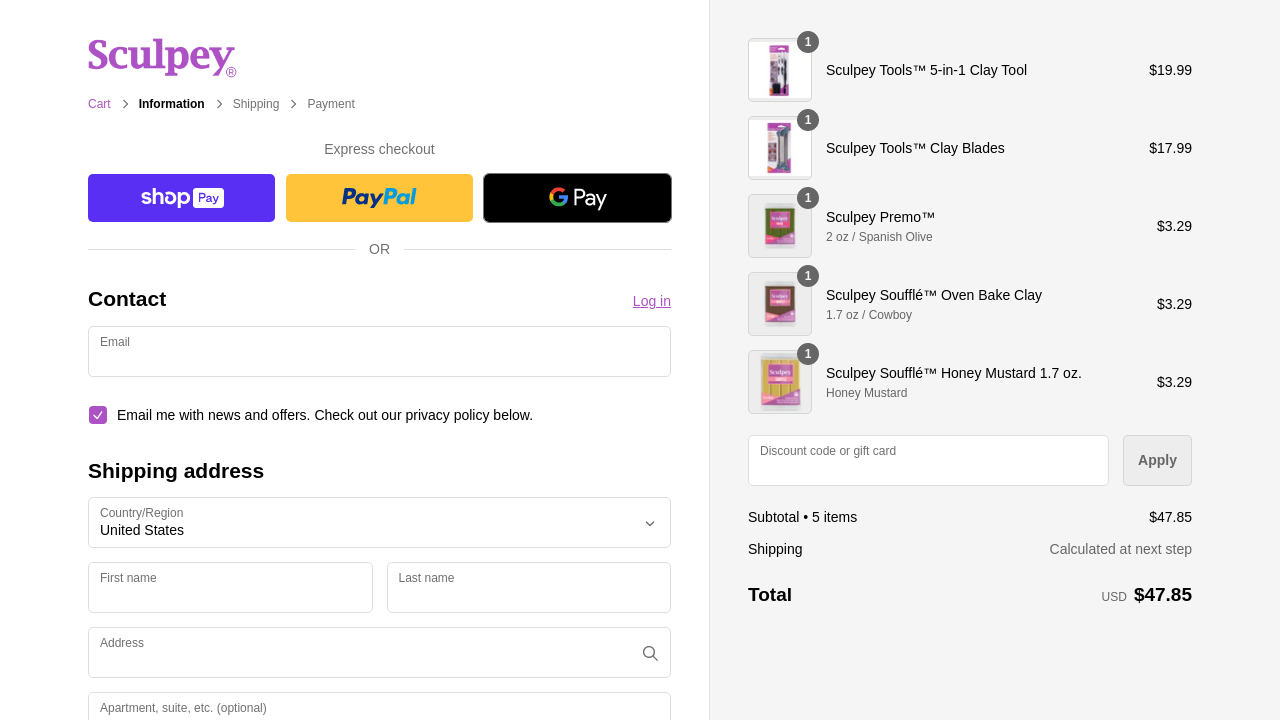 Sculpey®
Cart > Information > Shipping > Payment
Express checkout
shop Pay
PayPal
G Pay
OR
Contact
Log in
Email
Email me with news and offers. Check out our privacy policy below.
Shipping address
Country/Region
United States
First name
Last name
Address
Apartment, suite, etc. (optional)
1
Sculpey Tools™ 5-in-1 Clay Tool
$19.99
1
Sculpey Tools™ Clay Blades
$17.99
1
Sculpey Premo™
2 oz / Spanish Olive
$3.29
1
Sculpey Soufflé™ Oven Bake Clay
1.7 oz / Cowboy
$3.29
Sculpey
1
Sculpey Soufflé™ Honey Mustard 1.7 oz.
Honey Mustard
$3.29
Discount code or gift card
Apply
Subtotal • 5 items
$47.85
Shipping
Calculated at next step
Total
USD $47.85